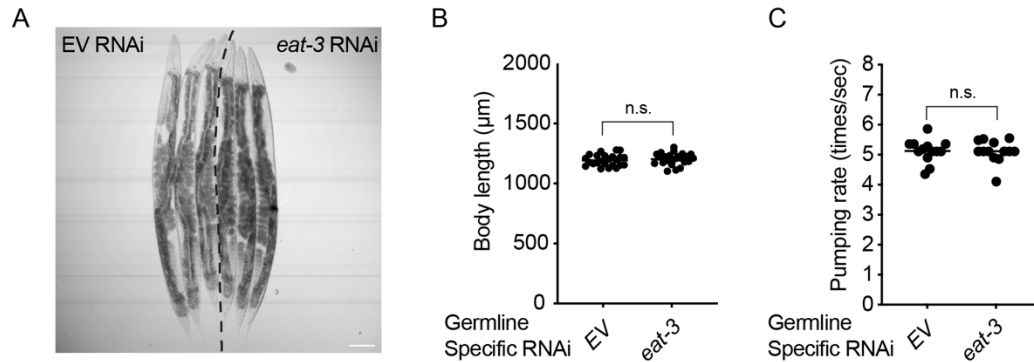 A
EV RNAi
eat-3 RNAi
B
Body length (µm)
2000
1500
1000
500
0
n.s.
Germline
Specific RNAi
EV
eat-3
C
Pumping rate (times/sec)
8
7
6
5
4
3
2
1
0
n.s.
Germline
Specific RNAi
EV
eat-3